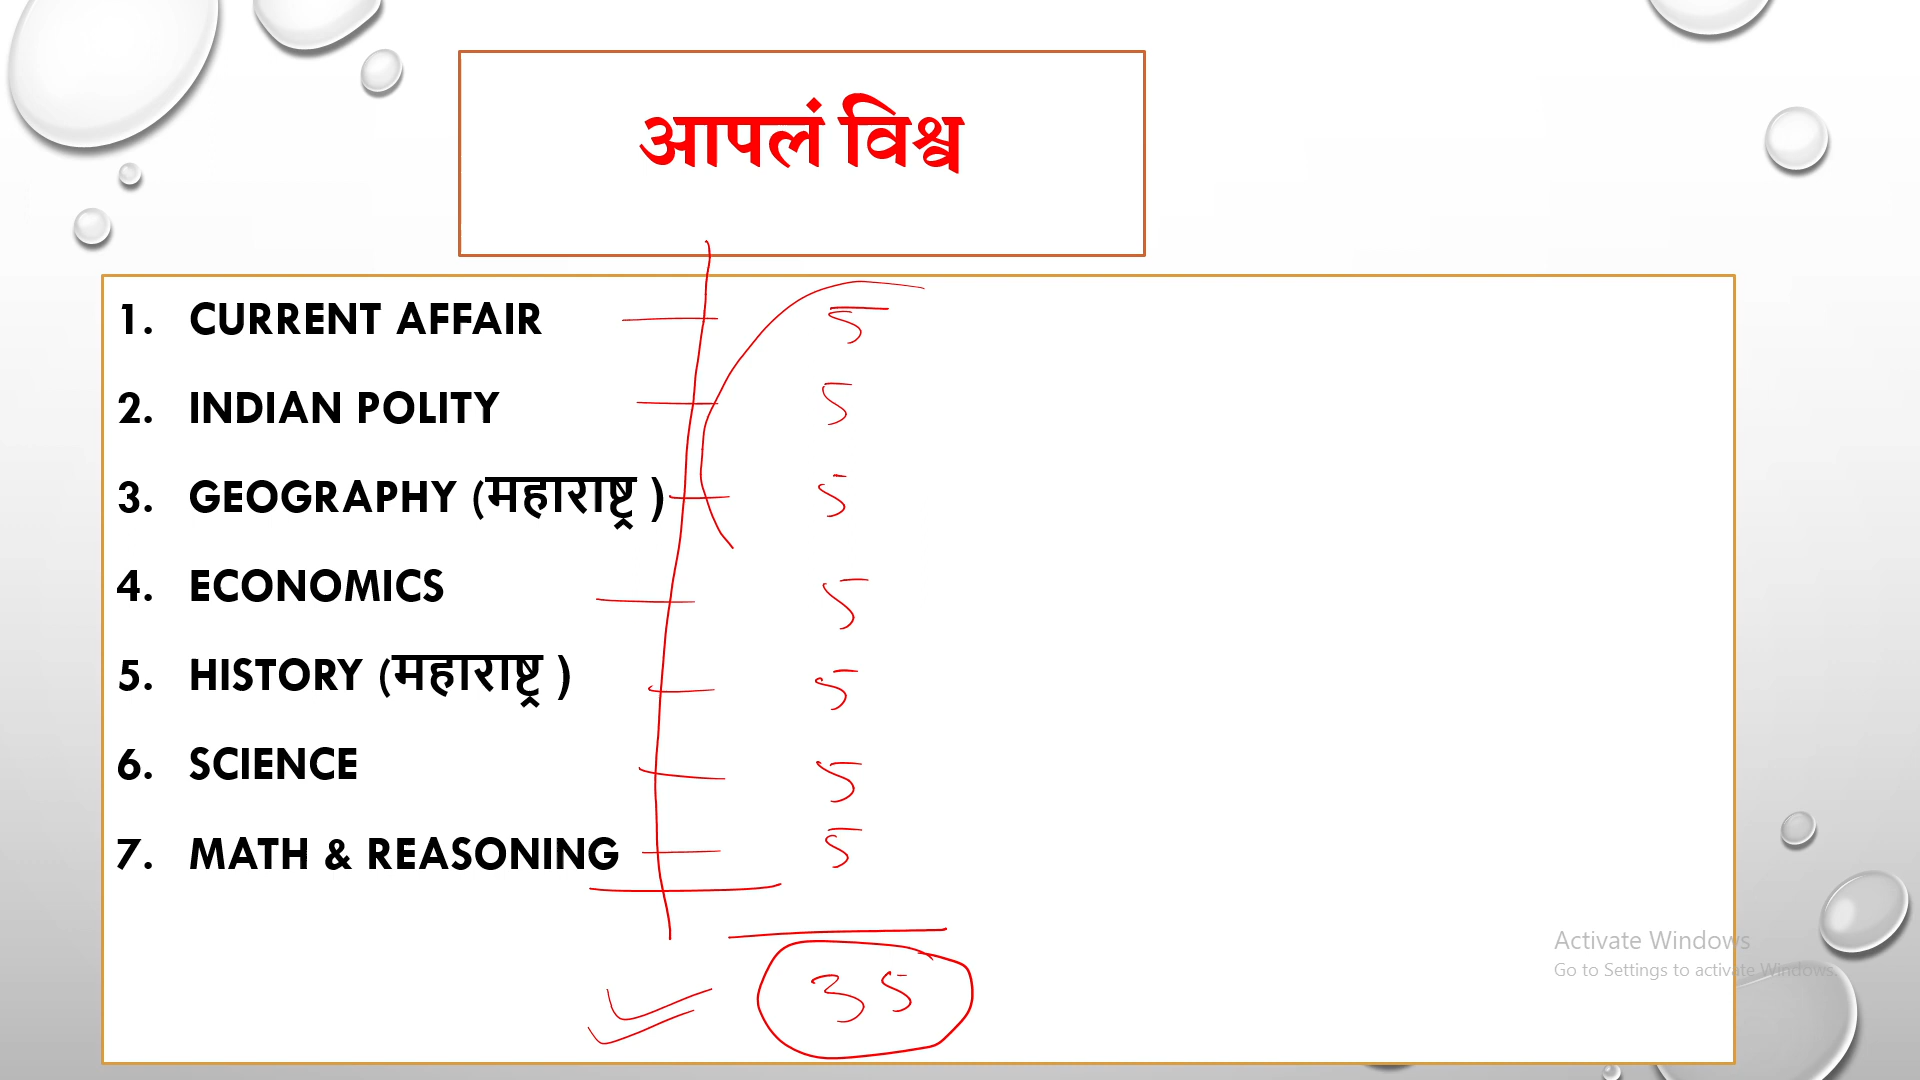 आपलं विश्व
1. CURRENT AFFAIR 5
2. INDIAN POLITY 5
3. GEOGRAPHY (महाराष्ट्र ) 5
4. ECONOMICS 5
5. HISTORY (महाराष्ट्र ) 5
6. SCIENCE 5
7. MATH & REASONING 5
35
Activate Windows
Go to Settings to activate Windows.